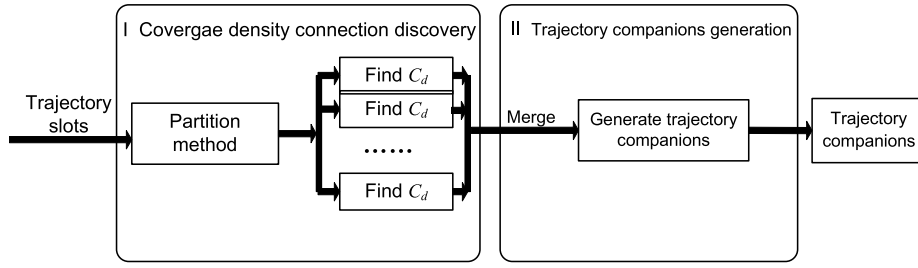 I Covergae density connection discovery
II Trajectory companions generation
Trajectory
slots
Partition
method
Find C_d
Find C_d
......
Find C_d
Merge
Generate trajectory
companions
Trajectory
companions